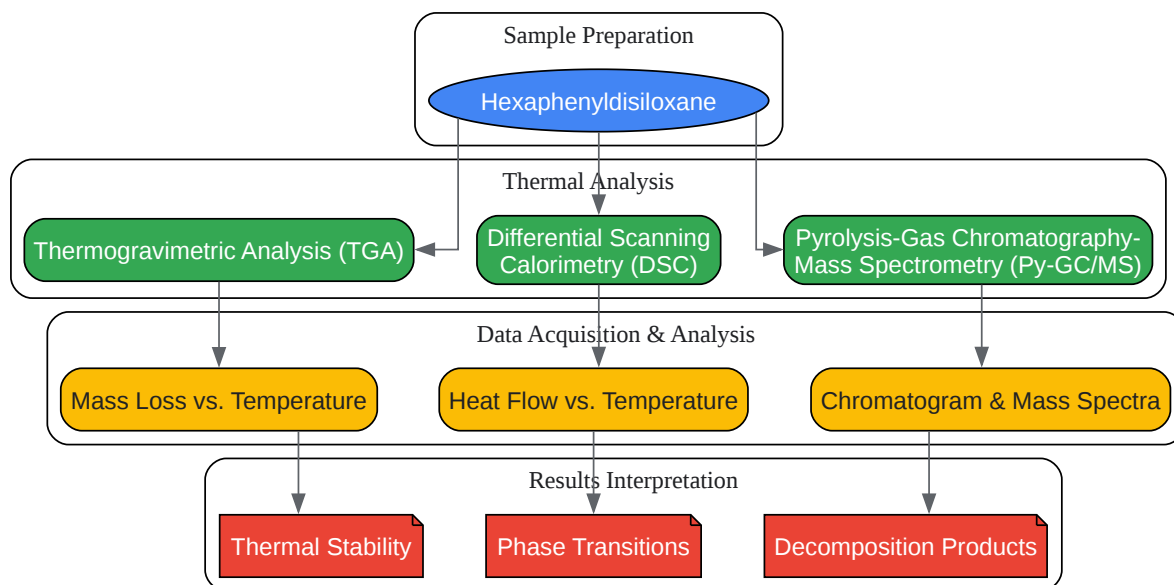 Sample Preparation
Hexaphenyldisiloxane
Thermal Analysis
Thermogravimetric Analysis (TGA)
Differential Scanning
Calorimetry (DSC)
Pyrolysis-Gas Chromatography-
Mass Spectrometry (Py-GC/MS)
Data Acquisition & Analysis
Mass Loss vs. Temperature
Heat Flow vs. Temperature
Chromatogram & Mass Spectra
Results Interpretation
Thermal Stability
Phase Transitions
Decomposition Products